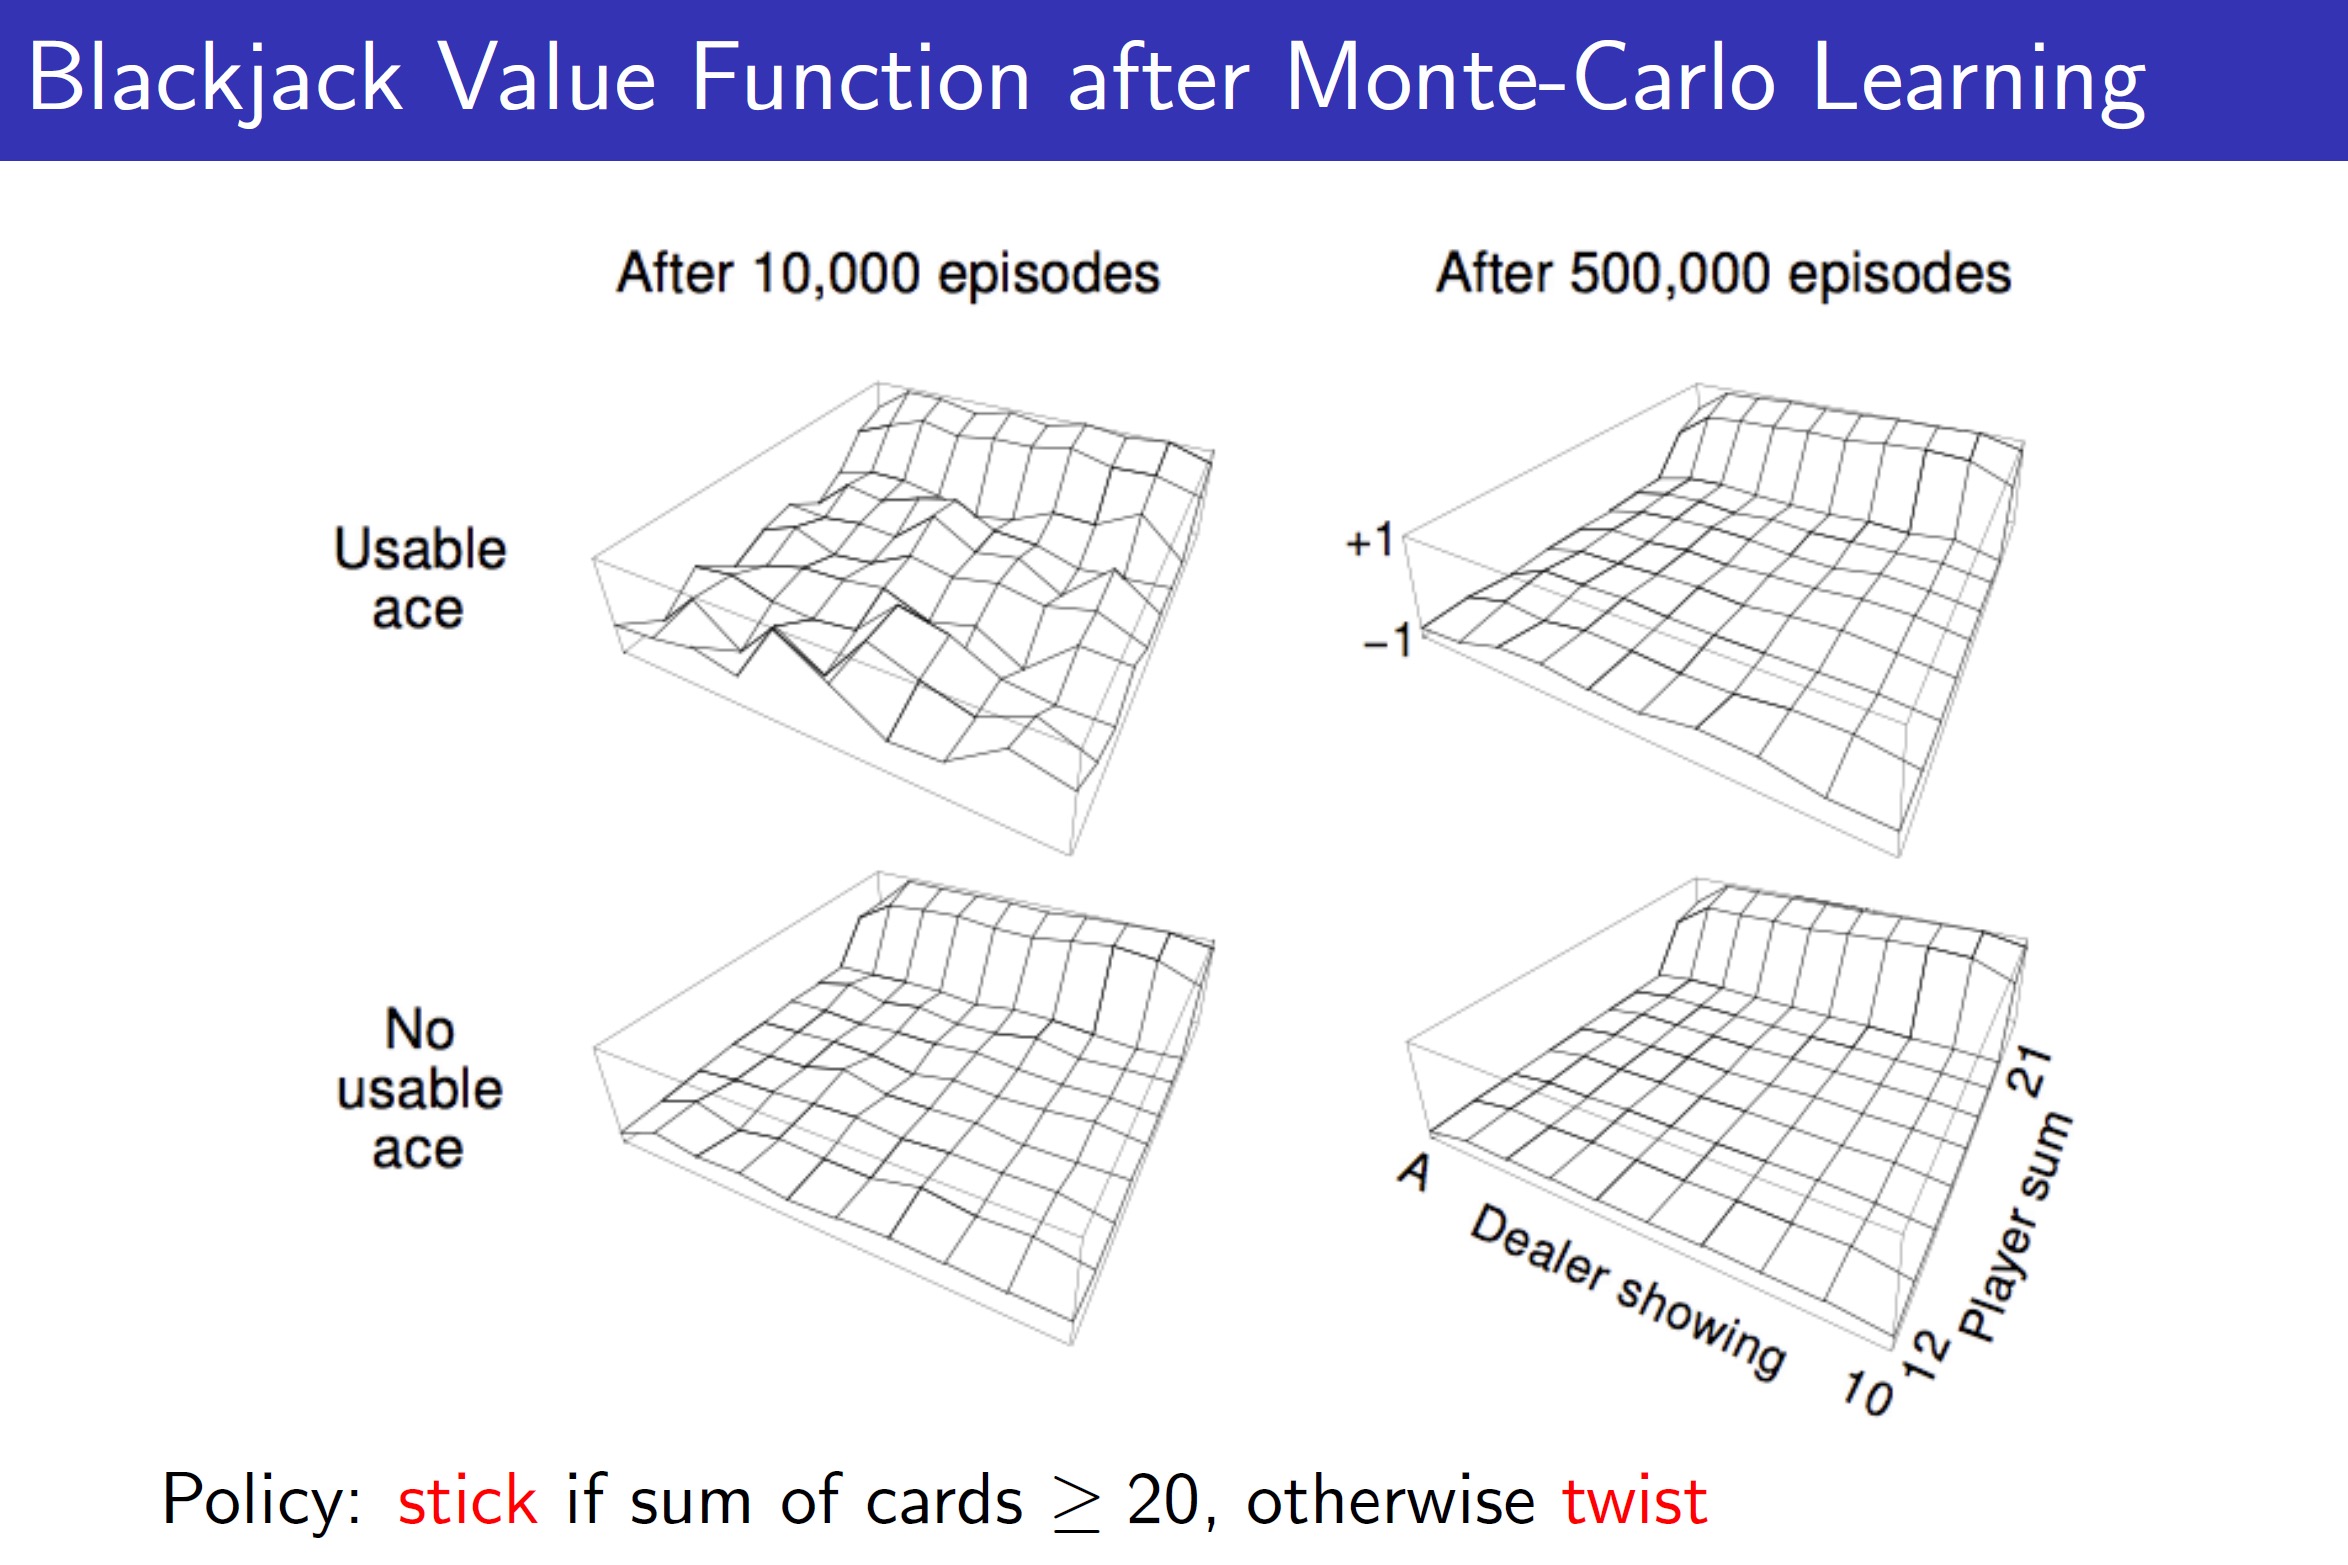 Blackjack Value Function after Monte-Carlo Learning
After 10,000 episodes
After 500,000 episodes
Usable
ace
+1
−1
No
usable
ace
A
Dealer showing
10
12
Player sum
21
Policy: stick if sum of cards ≥ 20, otherwise twist